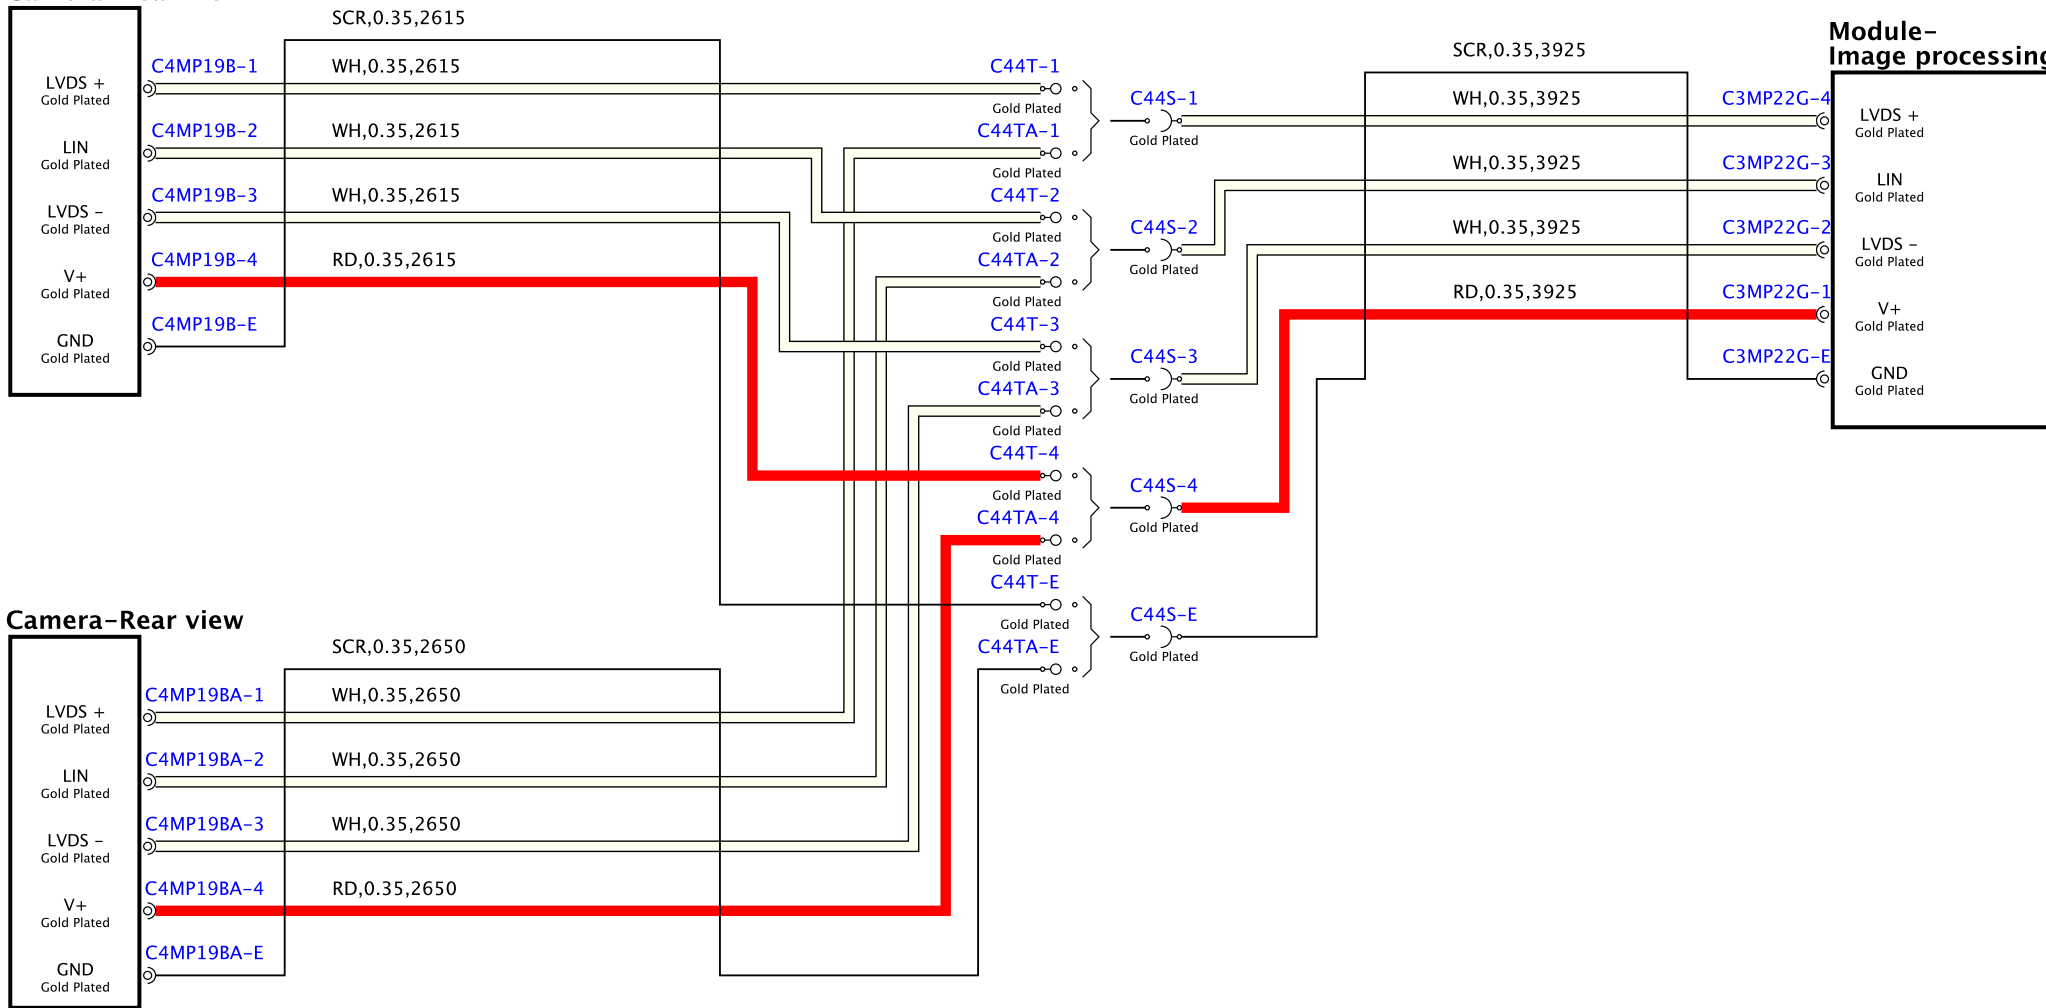 SCR,0.35,2615
C4MP19B-1
WH,0.35,2615
LVDS +
Gold Plated
C4MP19B-2
WH,0.35,2615
LIN
Gold Plated
C4MP19B-3
WH,0.35,2615
LVDS -
Gold Plated
C4MP19B-4
RD,0.35,2615
V+
Gold Plated
C4MP19B-E
GND
Gold Plated
Camera-Rear view
SCR,0.35,2650
C4MP19BA-1
WH,0.35,2650
LVDS +
Gold Plated
C4MP19BA-2
WH,0.35,2650
LIN
Gold Plated
C4MP19BA-3
WH,0.35,2650
LVDS -
Gold Plated
C4MP19BA-4
RD,0.35,2650
V+
Gold Plated
C4MP19BA-E
GND
Gold Plated
C44T-1
Gold Plated
C44TA-1
Gold Plated
C44T-2
Gold Plated
C44TA-2
Gold Plated
C44T-3
Gold Plated
C44TA-3
Gold Plated
C44T-4
Gold Plated
C44TA-4
Gold Plated
C44T-E
Gold Plated
C44TA-E
Gold Plated
C44S-1
Gold Plated
C44S-2
Gold Plated
C44S-3
Gold Plated
C44S-4
Gold Plated
C44S-E
Gold Plated
Module-
Image processing
SCR,0.35,3925
WH,0.35,3925
C3MP22G-4
LVDS +
Gold Plated
WH,0.35,3925
C3MP22G-3
LIN
Gold Plated
WH,0.35,3925
C3MP22G-2
LVDS -
Gold Plated
RD,0.35,3925
C3MP22G-1
V+
Gold Plated
C3MP22G-E
GND
Gold Plated